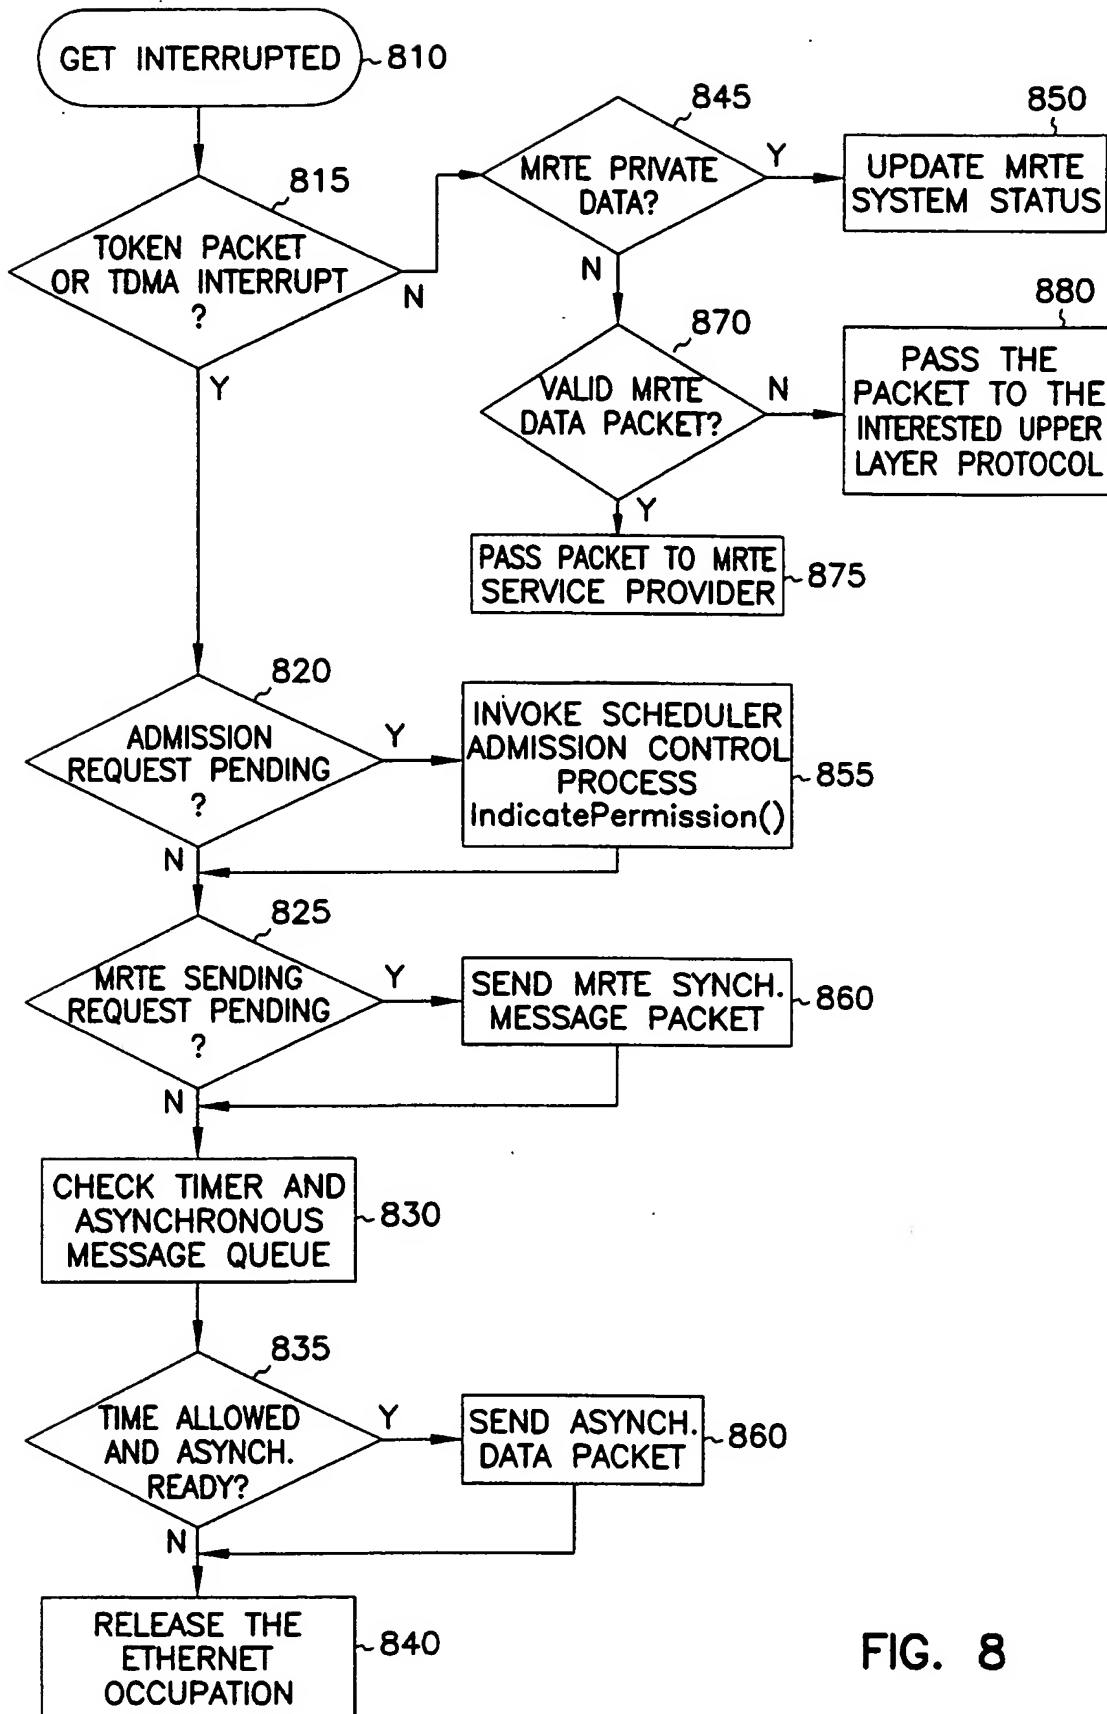 GET INTERRUPTED
810
TOKEN PACKET
OR TDMA INTERRUPT
?
815
N
Y
MRTE PRIVATE
DATA?
845
Y
N
UPDATE MRTE
SYSTEM STATUS
850
VALID MRTE
DATA PACKET?
870
N
Y
PASS THE
PACKET TO THE
INTERESTED UPPER
LAYER PROTOCOL
880
PASS PACKET TO MRTE
SERVICE PROVIDER
875
ADMISSION
REQUEST PENDING
?
820
Y
N
INVOKE SCHEDULER
ADMISSION CONTROL
PROCESS
IndicatePermission()
855
MRTE SENDING
REQUEST PENDING
?
825
Y
N
SEND MRTE SYNCH.
MESSAGE PACKET
860
CHECK TIMER AND
ASYNCHRONOUS
MESSAGE QUEUE
830
TIME ALLOWED
AND ASYNCH.
READY?
835
Y
N
SEND ASYNCH.
DATA PACKET
860
RELEASE THE
ETHERNET
OCCUPATION
840
FIG. 8